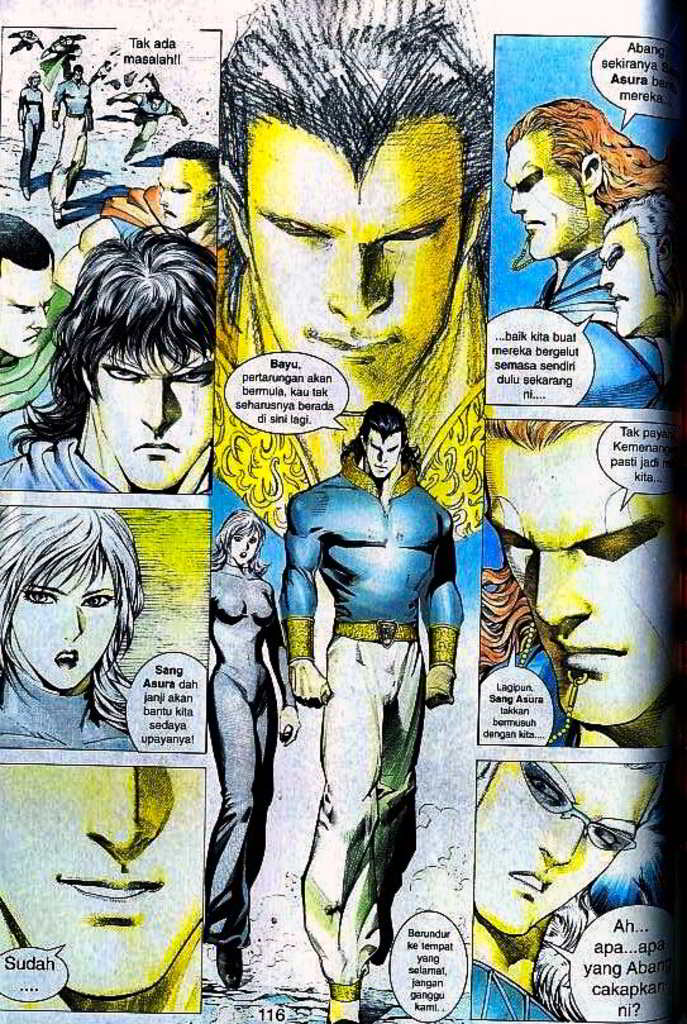 Tak ada
masalah!!
Bayu,
pertarungan akan
bermula, kau tak
seharusnya berada
di sini lagi.
Abang
sekiranya
Asura
mereka...
...baik kita buat
mereka bergelut
semasa sendiri
dulu sekarang
ni....
Sang
Asura dah
janji akan
bantu kita
sedaya
upayanya!
Tak
Kemenangan
pasti jadi
kita...
Lagipun,
Sang Asura
takkan
bermusuh
dengan kita....
Sudah
....
Berundur
ke tempat
yang
selamat,
jangan
ganggu
kami..
Ah...
apa...apa
yang Abang
cakapkan
ni?
116